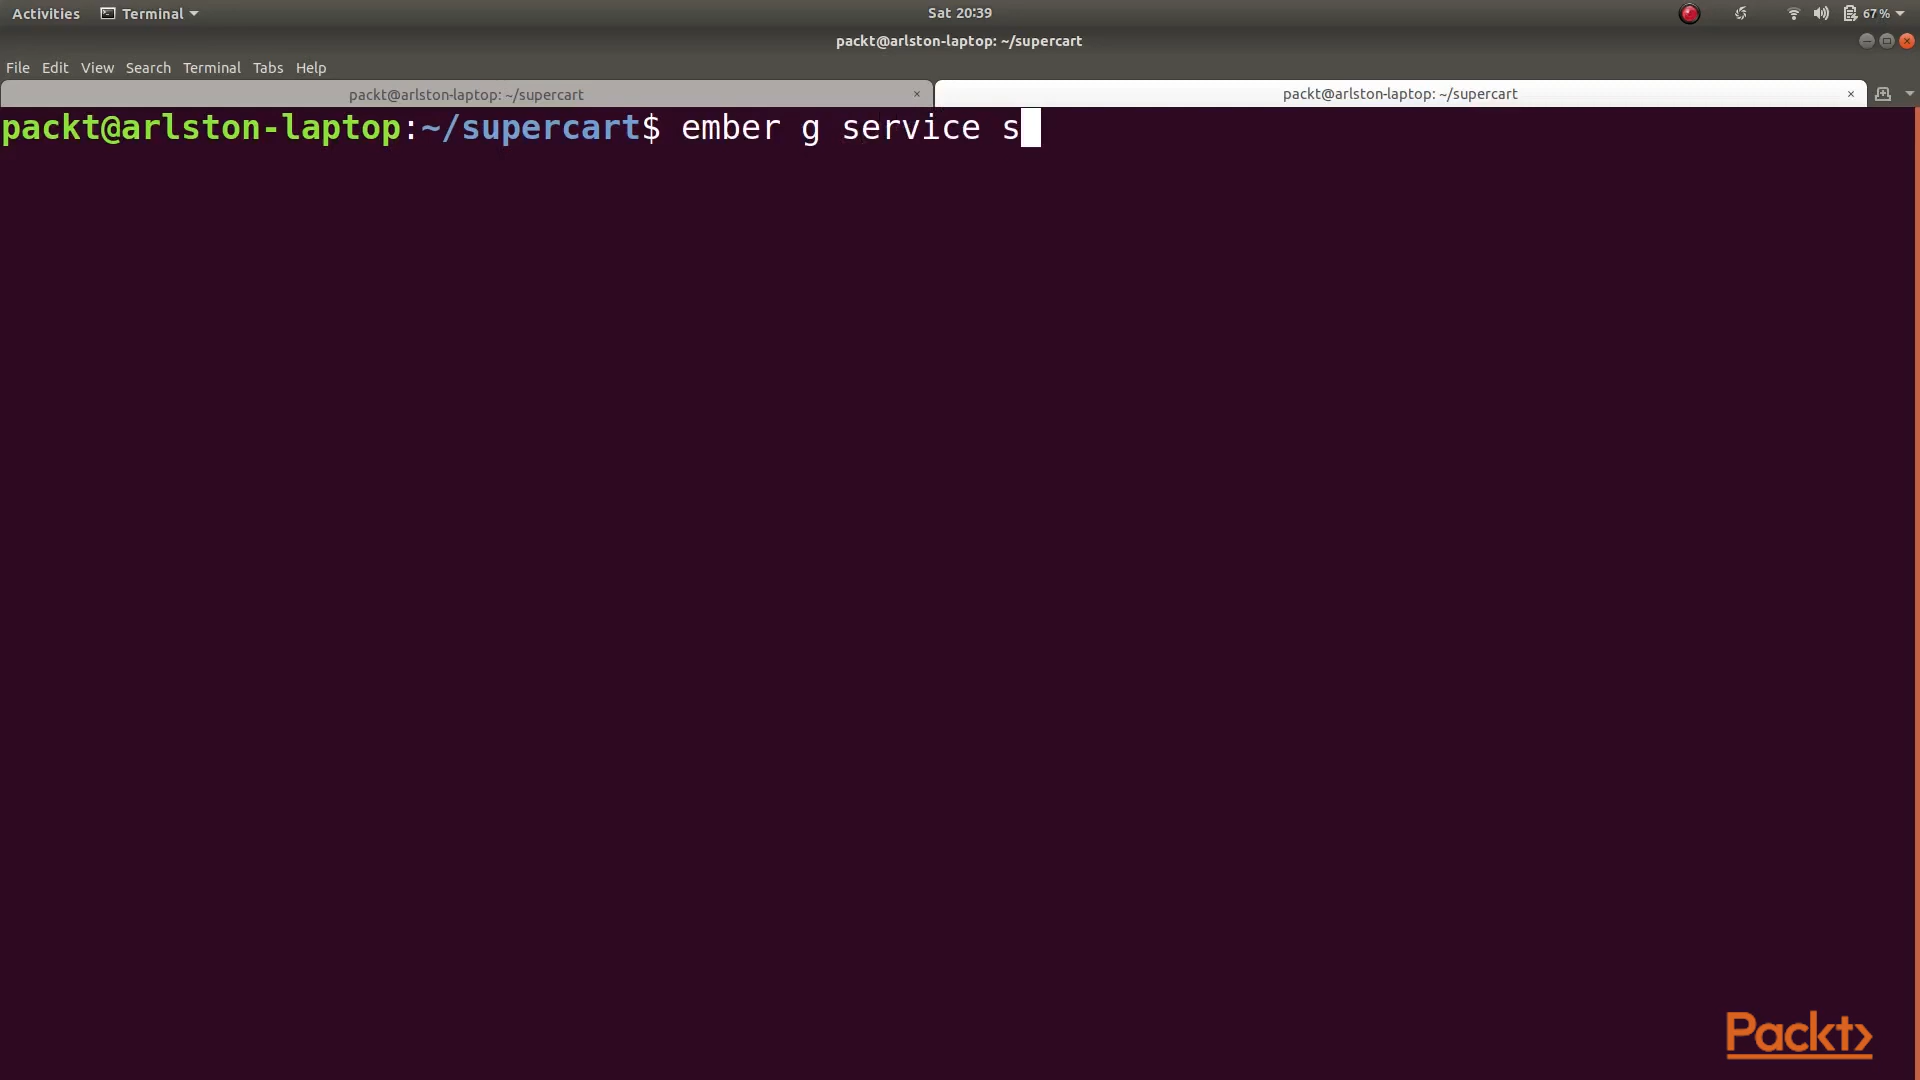 Activities Terminal Sat 20:39 67%
packt@arlston-laptop: ~/supercart
File Edit View Search Terminal Tabs Help
packt@arlston-laptop: ~/supercart × packt@arlston-laptop: ~/supercart ×
packt@arlston-laptop:~/supercart$ ember g service s
Packt>